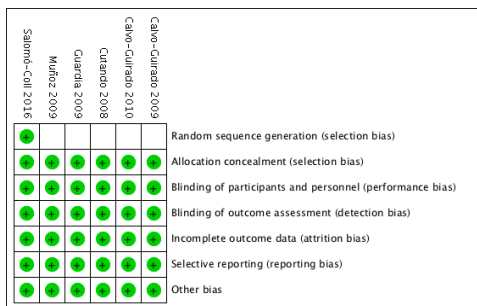 Salomó-Coll 2016
Muñoz 2009
Guardia 2009
Cutando 2008
Calvo-Guirado 2010
Calvo-Guirado 2009
+ Random sequence generation (selection bias)
+ + + + + + Allocation concealment (selection bias)
+ + + + + + Blinding of participants and personnel (performance bias)
+ + + + + + Blinding of outcome assessment (detection bias)
+ + + + + + Incomplete outcome data (attrition bias)
+ + + + + + Selective reporting (reporting bias)
+ + + + + + Other bias